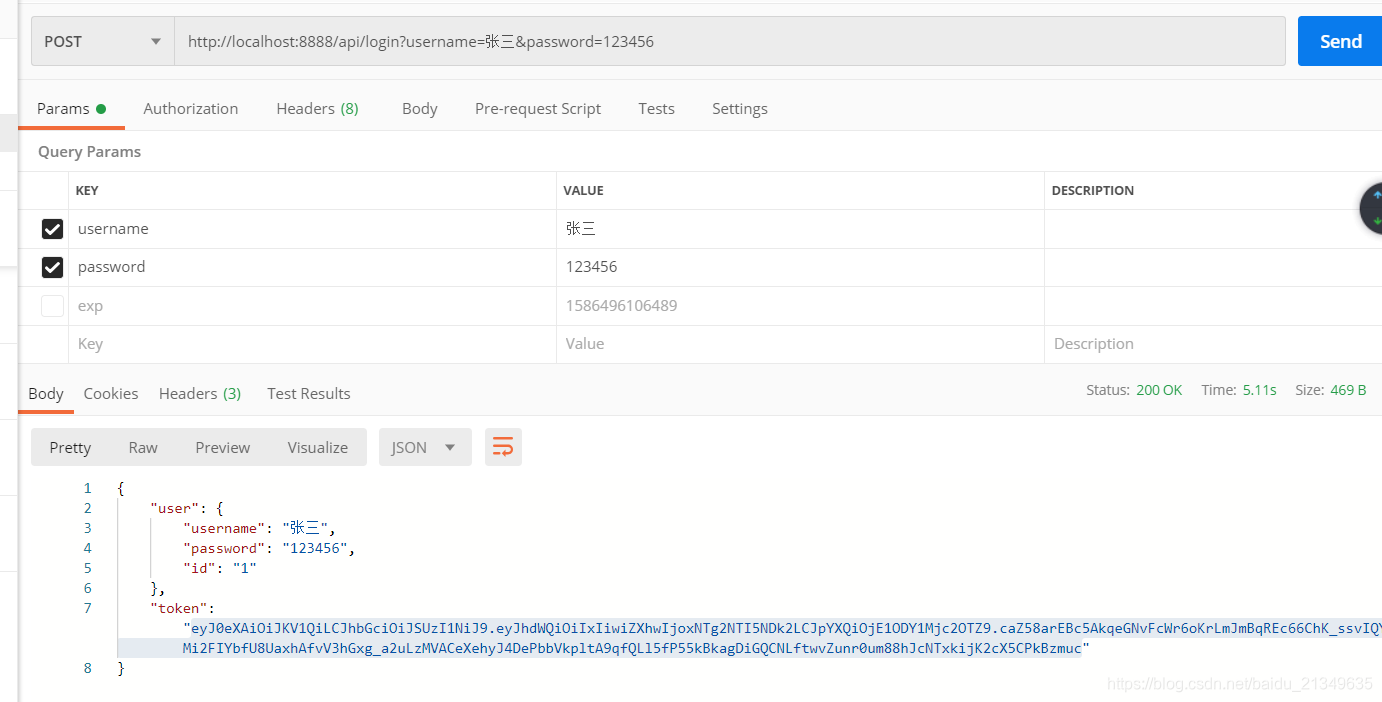 POST http://localhost:8888/api/login?username=张三&password=123456 Send
Params Authorization Headers (8) Body Pre-request Script Tests Settings
Query Params
KEY VALUE DESCRIPTION
username 张三
password 123456
exp 1586496106489
Key Value Description
Body Cookies Headers (3) Test Results Status: 200 OK Time: 5.11s Size: 469 B
Pretty Raw Preview Visualize JSON
1 {
2 "user": {
3 "username": "张三",
4 "password": "123456",
5 "id": "1"
6 },
7 "token":
"eyJ0eXAiOiJKV1QiLCJhbGciOiJSUzI1NiJ9.eyJhdWQiOiIxIiwiZXhwIjoxNTg2NTI5NDk2LCJpYXQiOjE1ODY1Mjc2OTZ9.caZ58arEBc5AkqeGNvFcWr6oKrLmJmBqREc66ChK_ssvIQY
Mi2FIYbfU8UaxhAfvV3hGxg_a2uLzMVACeXehyJ4DePbbVkpltA9qfQLl5fP55kBkagDiGQCNLftwvZunr0um88hJcNTxkijK2cX5CPkBzmuc"
8 }
https://blog.csdn.net/baidu_21349635